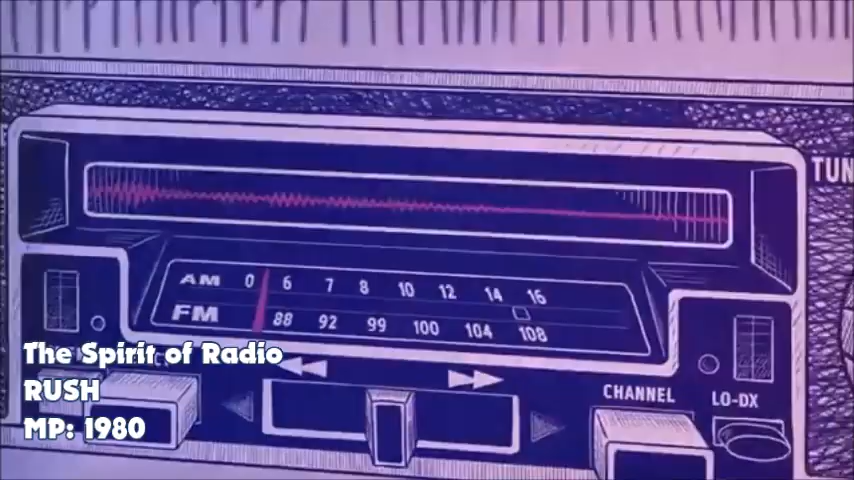 TUN
AM 0 6 7 8 10 12 14 16
FM 88 92 99 100 104 108
The Spirit of Radio
RUSH
MP: 1980
CHANNEL LO-DX